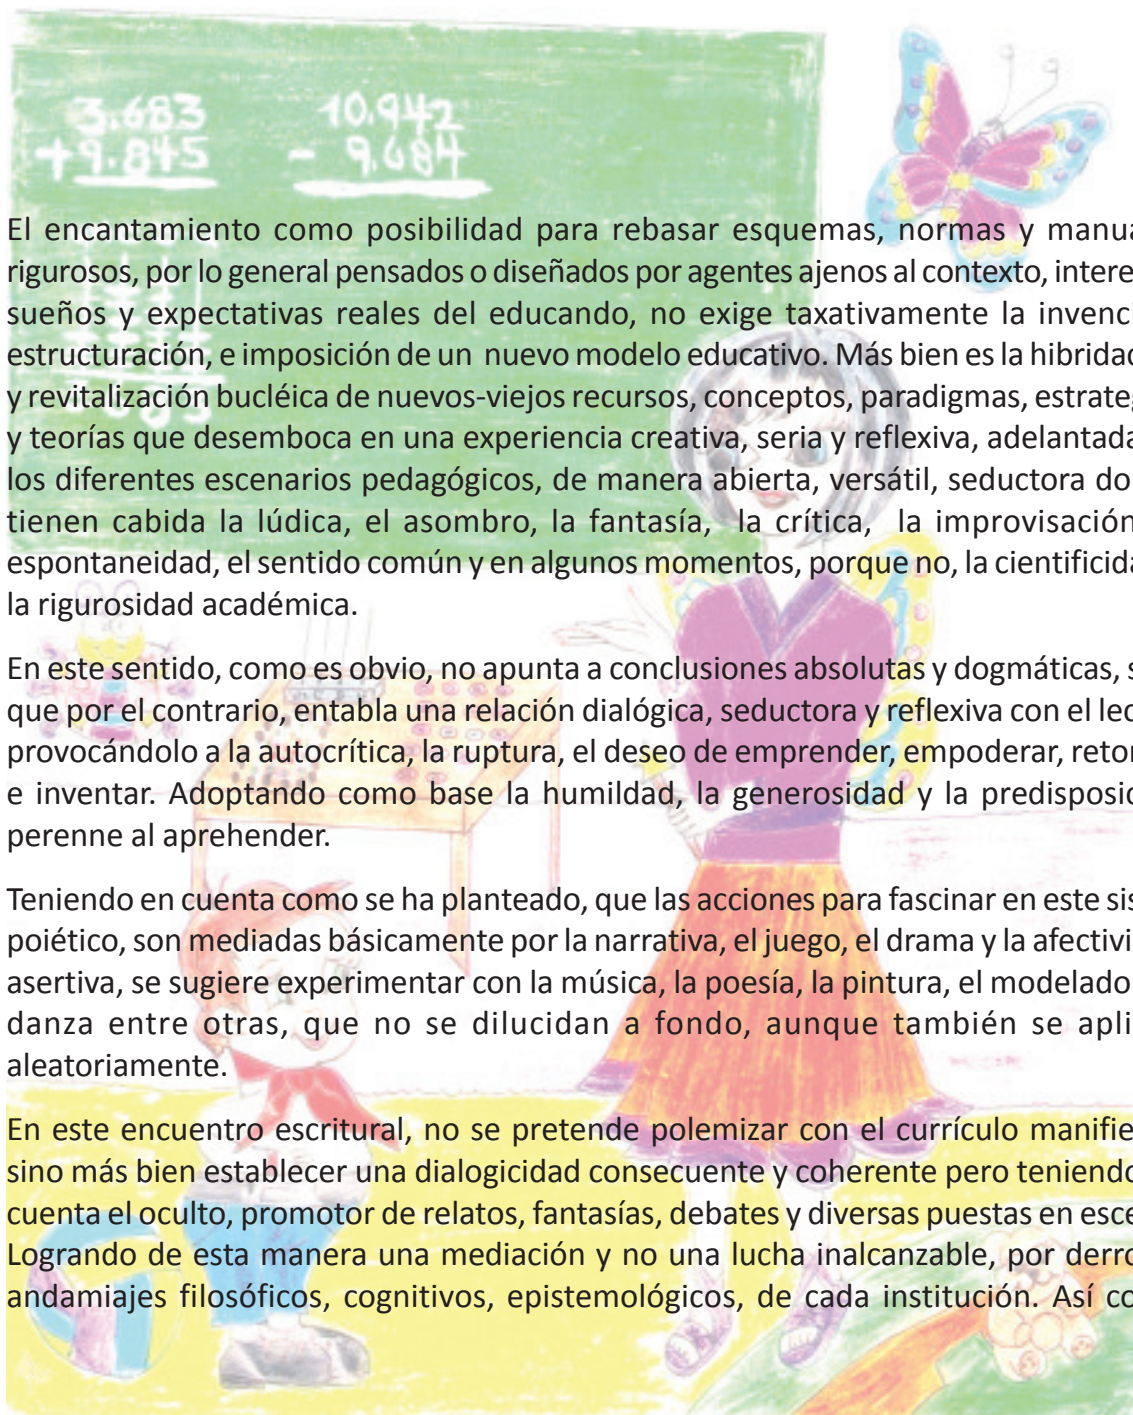 3.683 10.942
+9.845 - 9.684
El encantamiento como posibilidad para rebasar esquemas, normas y manua
rigurosos, por lo general pensados o diseñados por agentes ajenos al contexto, intere
sueños y expectativas reales del educando, no exige taxativamente la invenci
estructuración, e imposición de un nuevo modelo educativo. Más bien es la hibridac
y revitalización bucléica de nuevos-viejos recursos, conceptos, paradigmas, estrateg
y teorías que desemboca en una experiencia creativa, seria y reflexiva, adelantada
los diferentes escenarios pedagógicos, de manera abierta, versátil, seductora do
tienen cabida la lúdica, el asombro, la fantasía, la crítica, la improvisación
espontaneidad, el sentido común y en algunos momentos, porque no, la cientificida
la rigurosidad académica.
En este sentido, como es obvio, no apunta a conclusiones absolutas y dogmáticas, s
que por el contrario, entabla una relación dialógica, seductora y reflexiva con el lec
provocándolo a la autocrítica, la ruptura, el deseo de emprender, empoderar, retor
e inventar. Adoptando como base la humildad, la generosidad y la predisposic
perenne al aprehender.
Teniendo en cuenta como se ha planteado, que las acciones para fascinar en este sis
poiético, son mediadas básicamente por la narrativa, el juego, el drama y la afectivi
asertiva, se sugiere experimentar con la música, la poesía, la pintura, el modelado
danza entre otras, que no se dilucidan a fondo, aunque también se apli
aleatoriamente.
En este encuentro escritural, no se pretende polemizar con el currículo manifie
sino más bien establecer una dialogicidad consecuente y coherente pero teniendo
cuenta el oculto, promotor de relatos, fantasías, debates y diversas puestas en esce
Logrando de esta manera una mediación y no una lucha inalcanzable, por derro
andamiajes filosóficos, cognitivos, epistemológicos, de cada institución. Así co